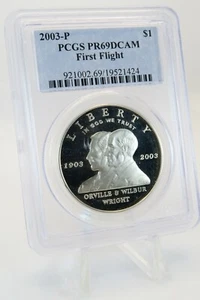 2003-P $1
PCGS PR69DCAM
First Flight
921002.69/19521424
LIBERTY
IN GOD WE TRUST
1903 2003
ORVILLE & WILBUR
WRIGHT